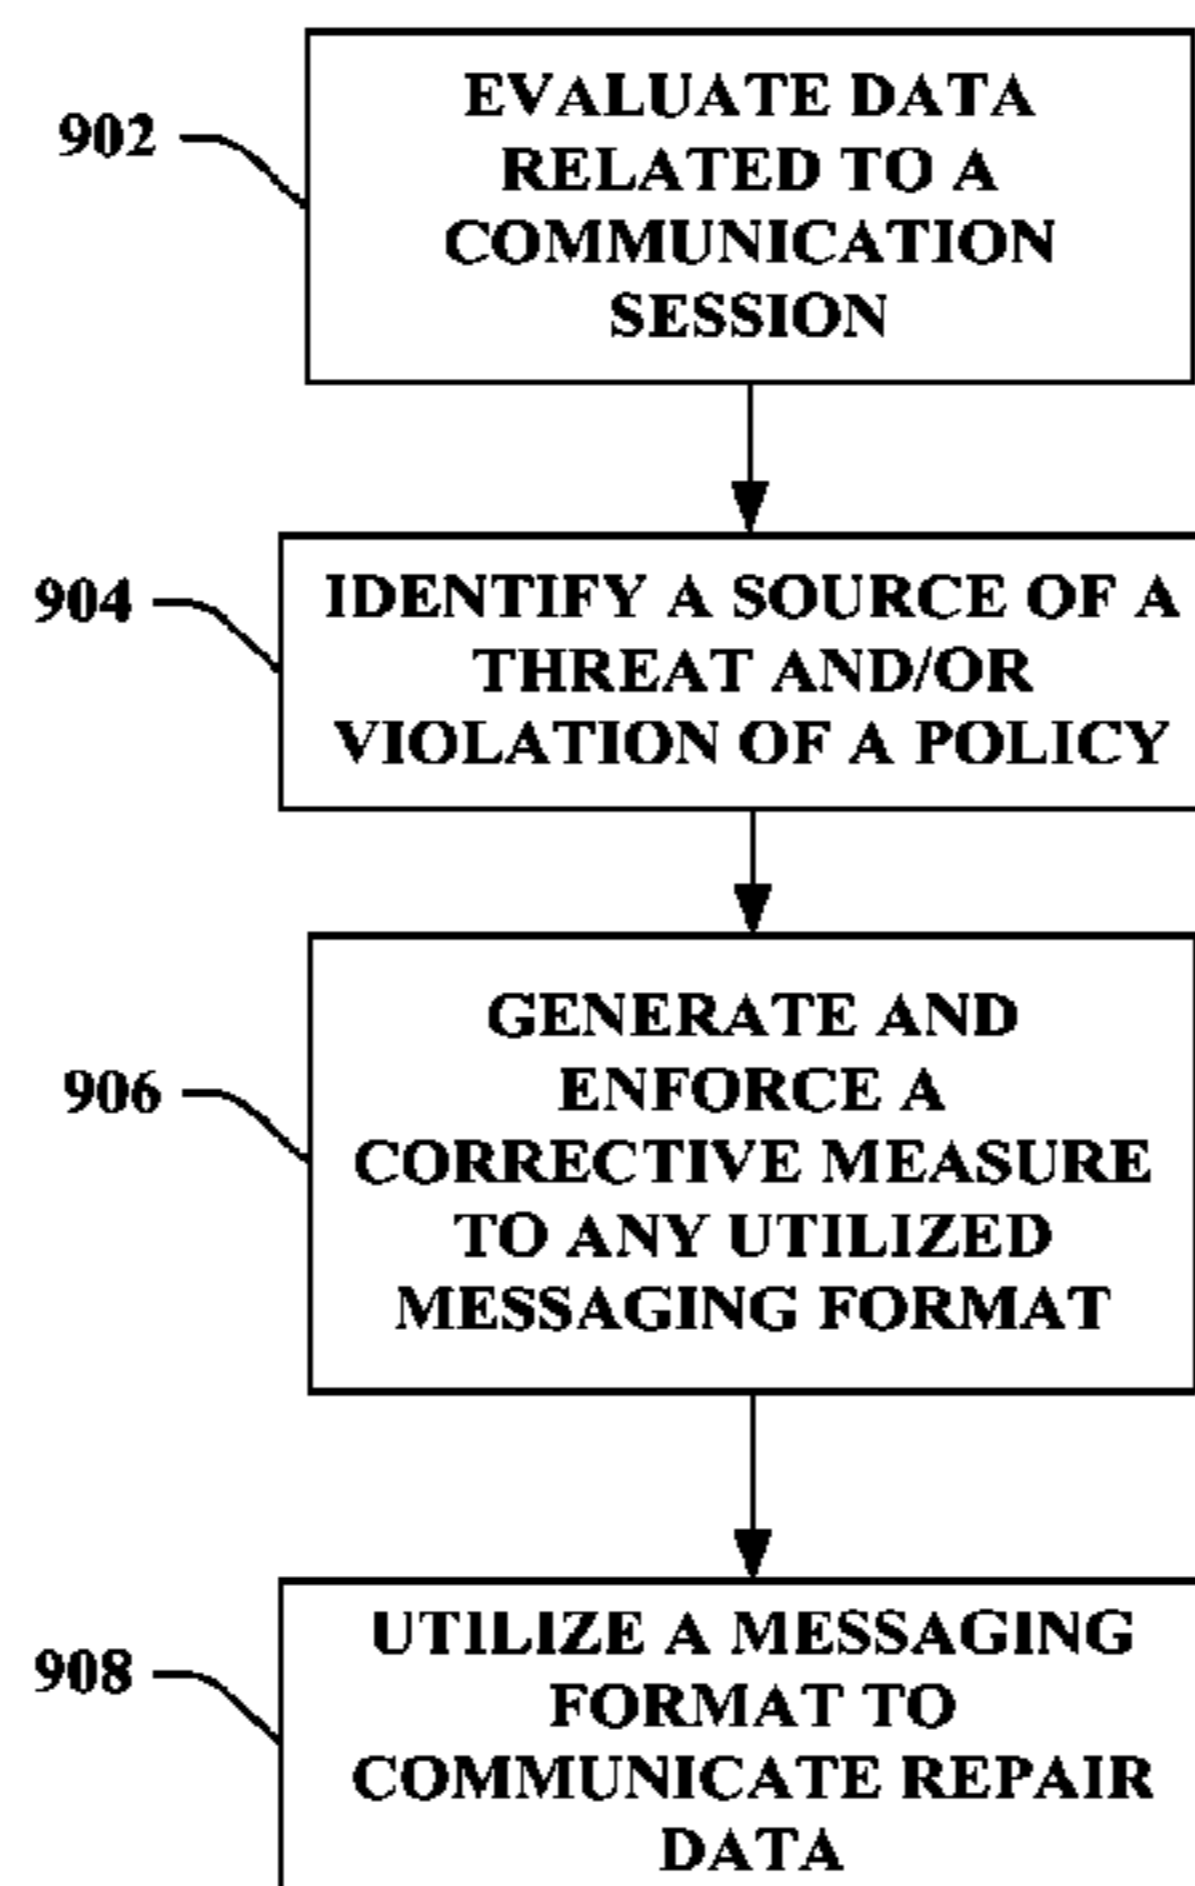 902
EVALUATE DATA
RELATED TO A
COMMUNICATION
SESSION
904
IDENTIFY A SOURCE OF A
THREAT AND/OR
VIOLATION OF A POLICY
906
GENERATE AND
ENFORCE A
CORRECTIVE MEASURE
TO ANY UTILIZED
MESSAGING FORMAT
908
UTILIZE A MESSAGING
FORMAT TO
COMMUNICATE REPAIR
DATA